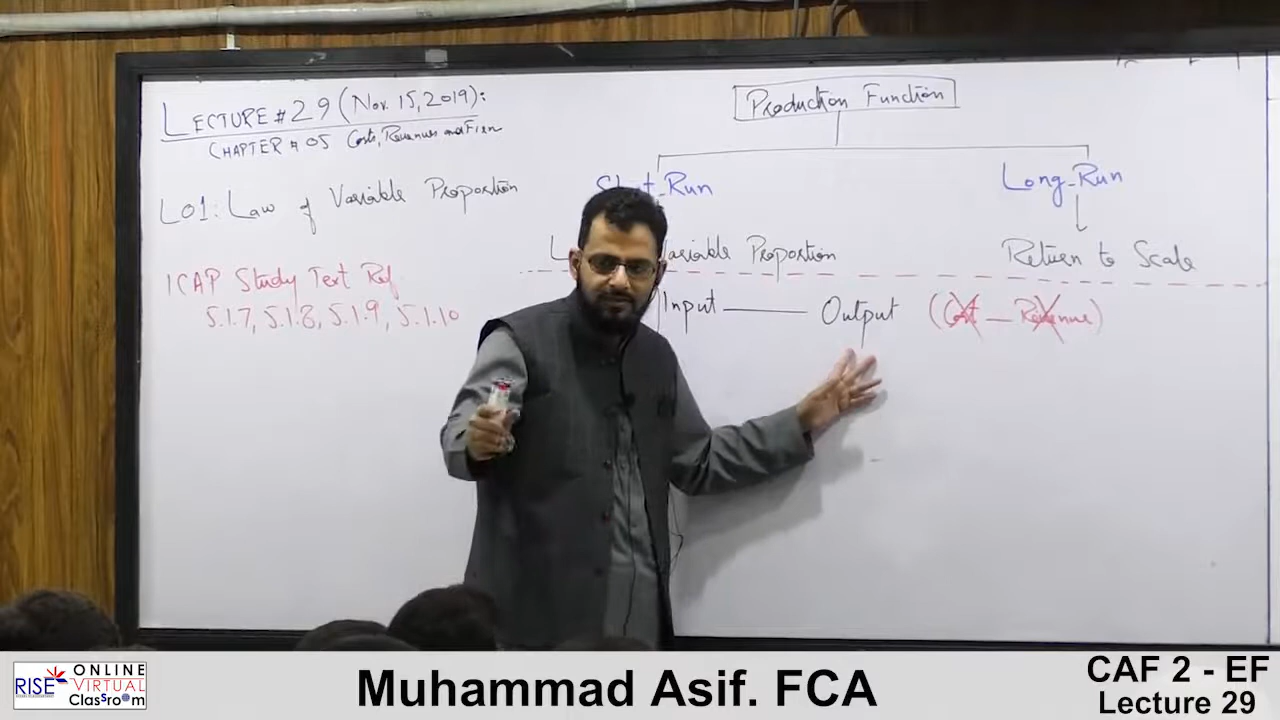 LECTURE # 29 (Nov. 15, 2019):
CHAPTER # 05 Costs, Revenues and Firm
LO1: Law of Variable Proportion
ICAP Study Text Ref
5.1.7, 5.1.8, 5.1.9, 5.1.10
Production Function
Run
Long-Run
Variable Proportion
Return to Scale
Input — Output (Cost — Revenue)
RISE ONLINE VIRTUAL Classroom
Muhammad Asif. FCA
CAF 2 - EF
Lecture 29